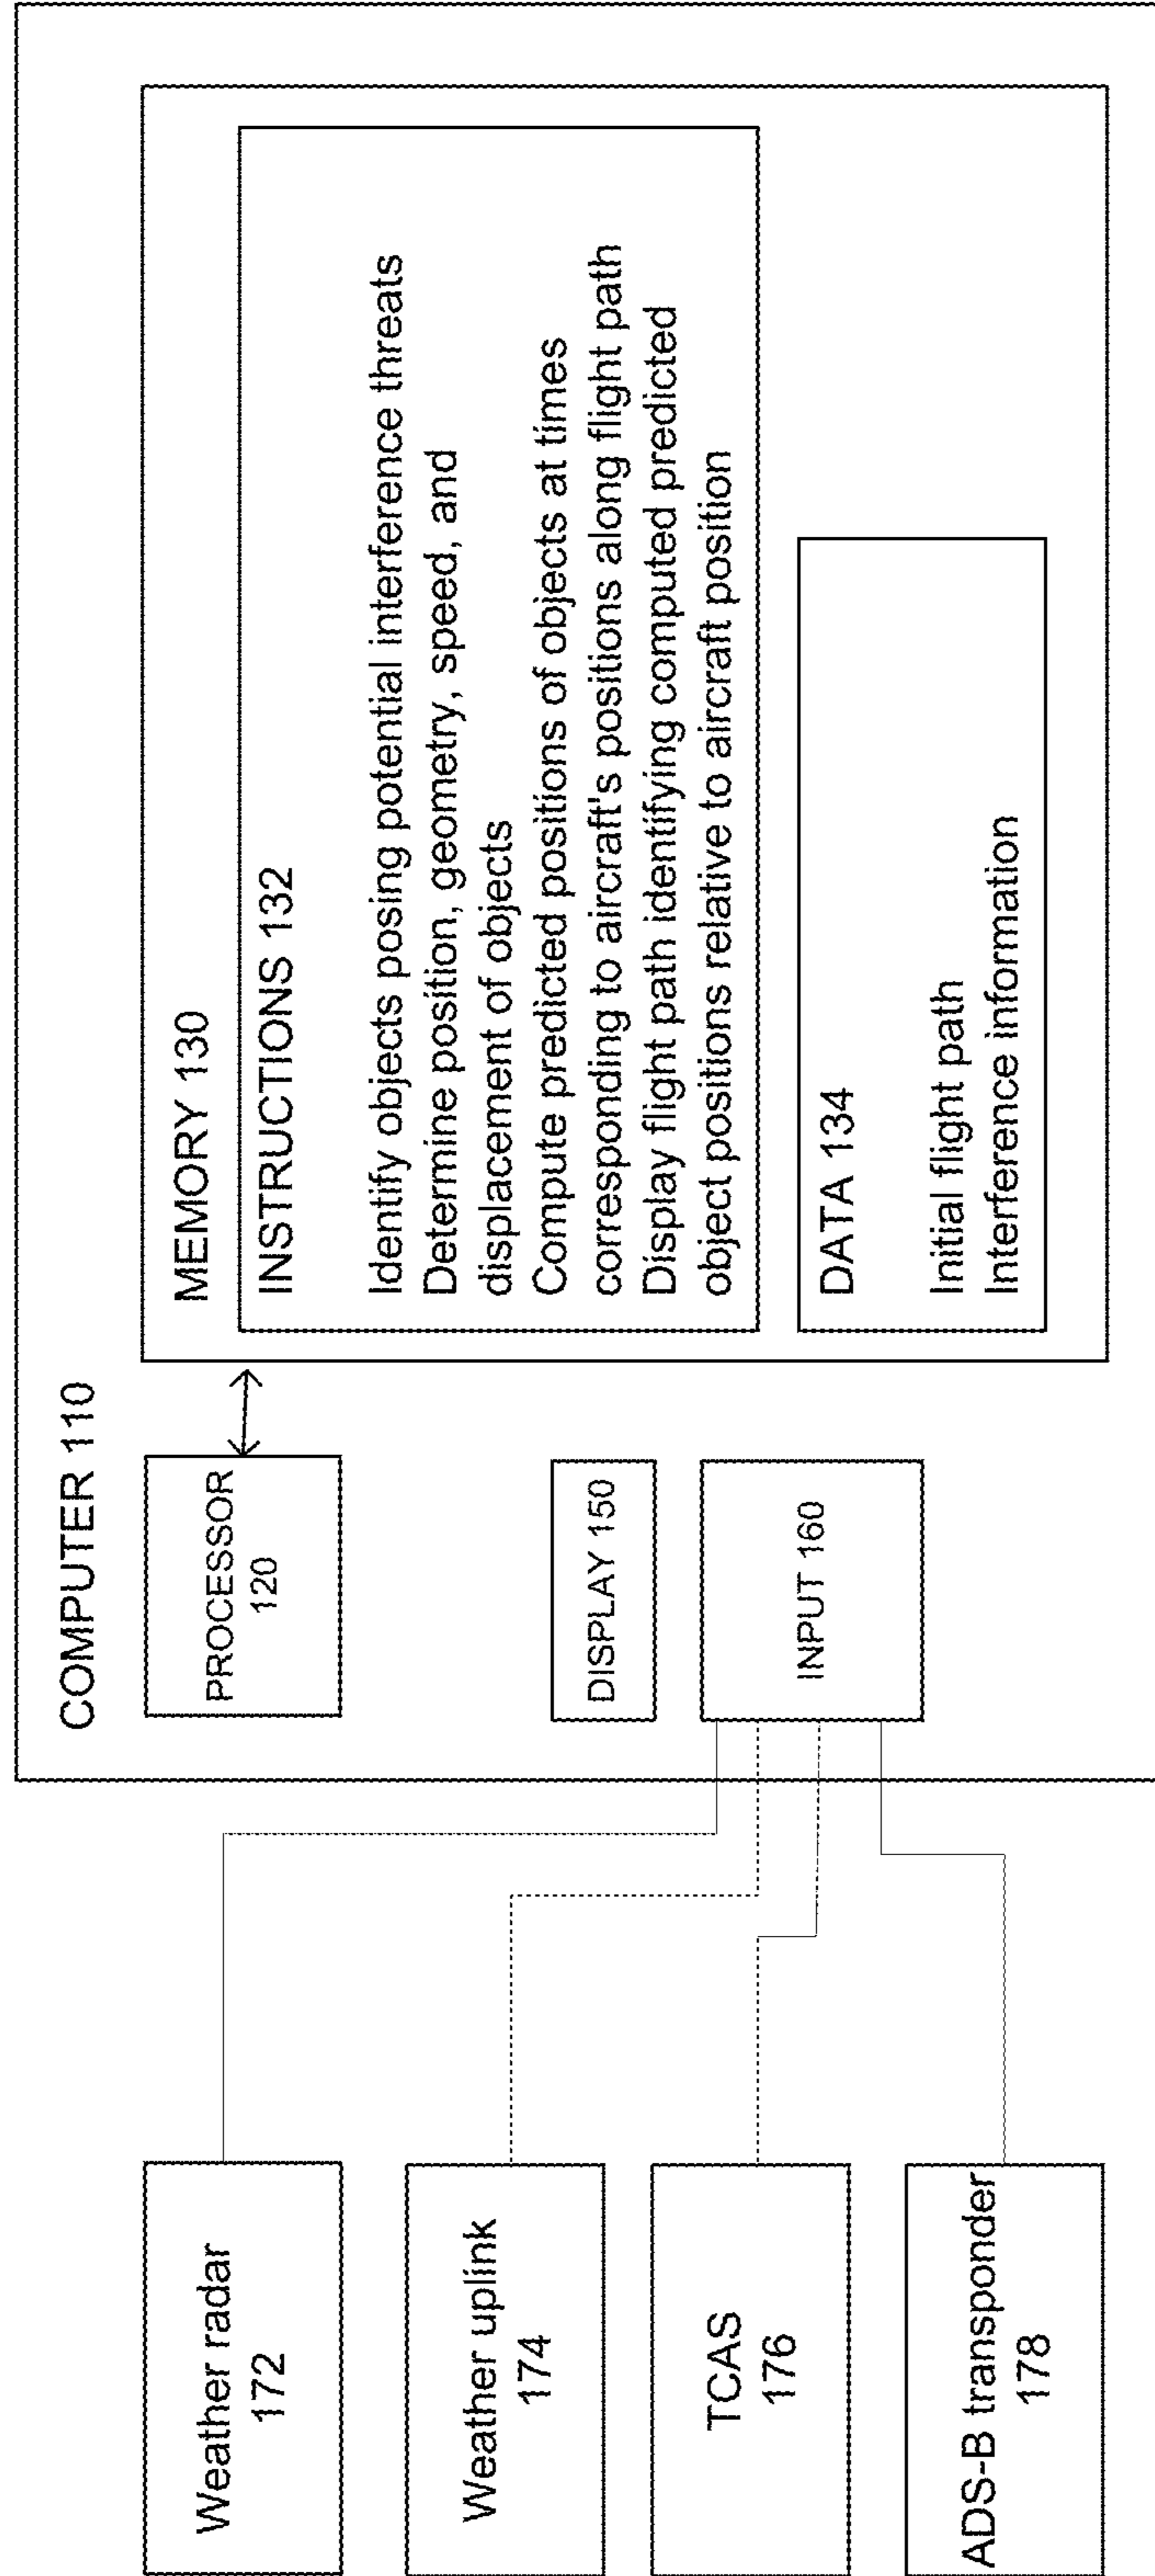 COMPUTER 110
PROCESSOR
120
DISPLAY 150
INPUT 160
MEMORY 130
INSTRUCTIONS 132
Identify objects posing potential interference threats
Determine position, geometry, speed, and
displacement of objects
Compute predicted positions of objects at times
corresponding to aircraft's positions along flight path
Display flight path identifying computed predicted
object positions relative to aircraft position
DATA 134
Initial flight path
Interference information
Weather radar
172
Weather uplink
174
TCAS
176
ADS-B transponder
178